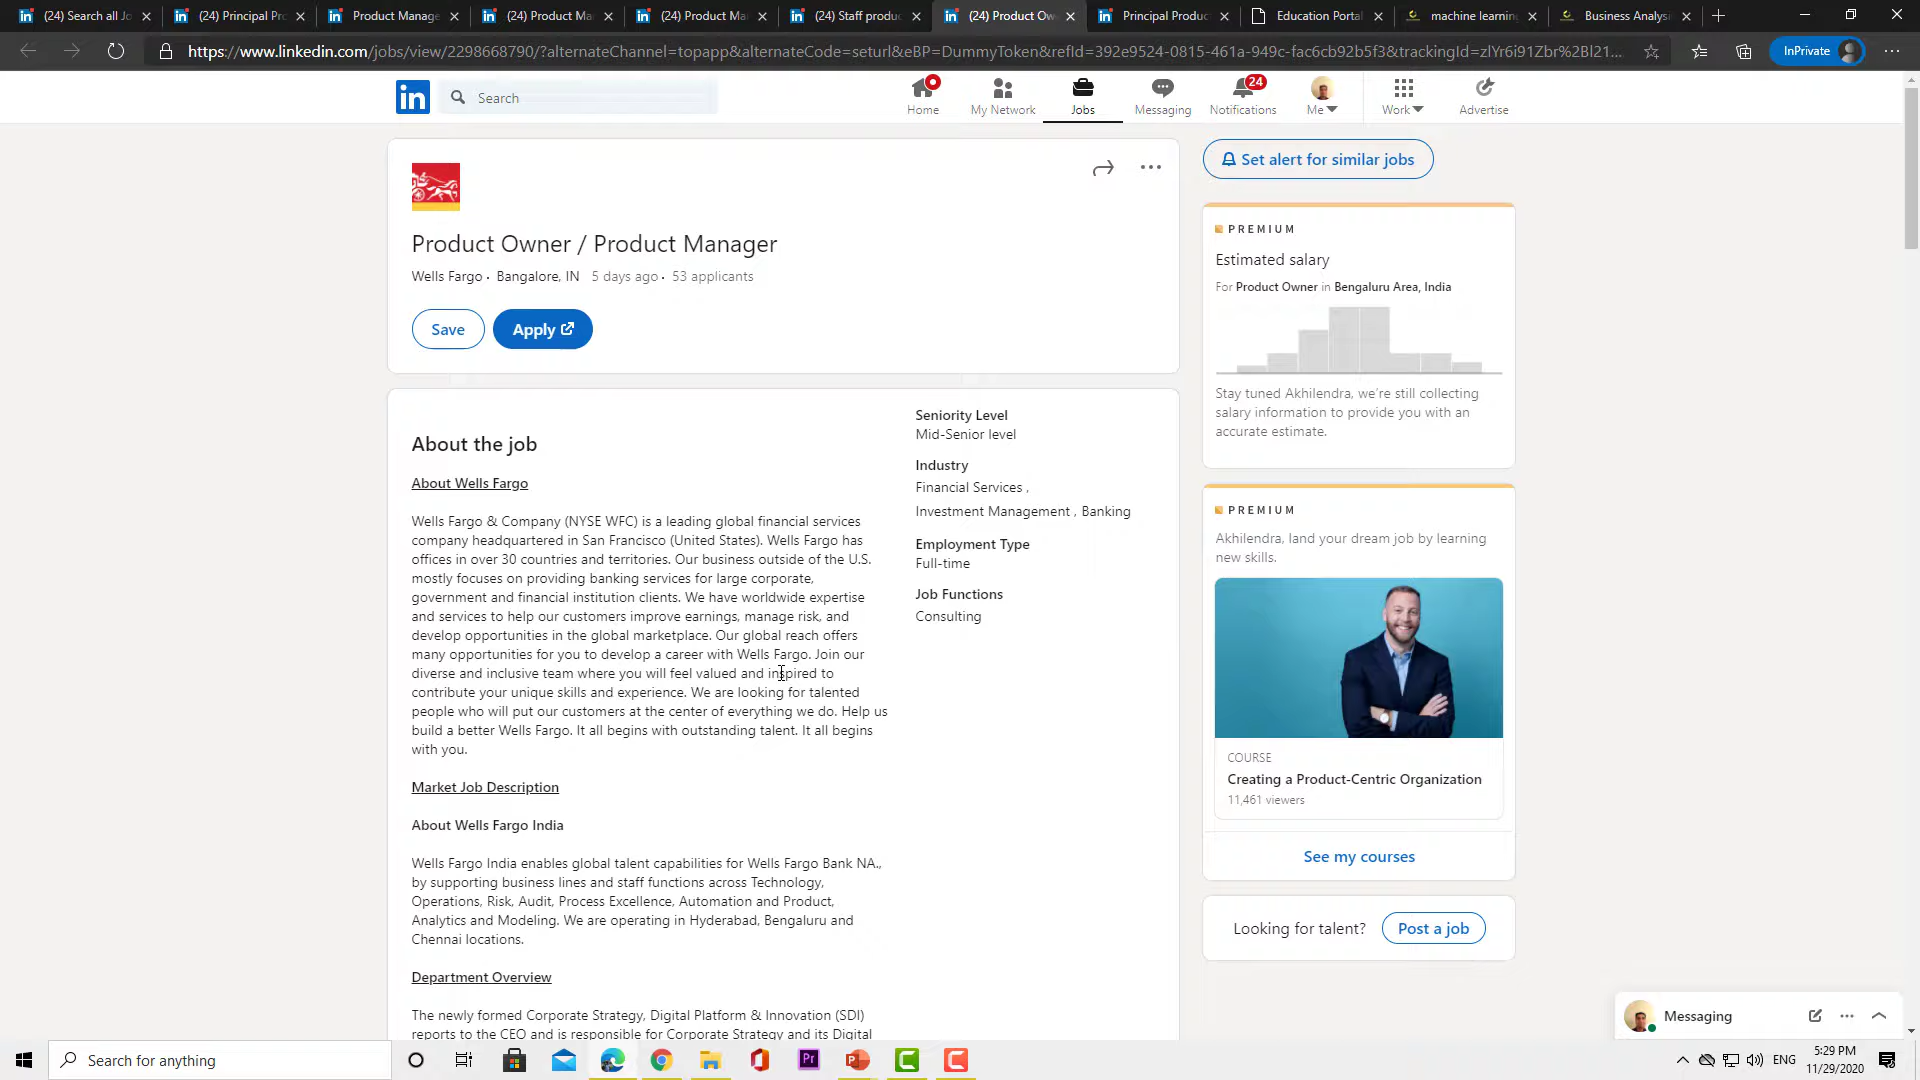 (24) Search all Jo
(24) Principal Pro
Product Manage
(24) Product Ma
(24) Product Ma
(24) Staff produc
(24) Product Ow
Principal Produc
Education Portal
machine learning
Business Analysi
https://www.linkedin.com/jobs/view/2298668790/?alternateChannel=topapp&alternateCode=seturl&eBP=DummyToken&refId=392e9524-0815-461a-949c-fac6cb92b5f3&trackingId=zlYr6i91Zbr%2Bl21...
InPrivate
in
Search
Home
My Network
Jobs
Messaging
24
Notifications
Me
Work
Advertise
Product Owner / Product Manager
Wells Fargo · Bangalore, IN 5 days ago · 53 applicants
Save
Apply
About the job
About Wells Fargo
Wells Fargo & Company (NYSE WFC) is a leading global financial services
company headquartered in San Francisco (United States). Wells Fargo has
offices in over 30 countries and territories. Our business outside of the U.S.
mostly focuses on providing banking services for large corporate,
government and financial institution clients. We have worldwide expertise
and services to help our customers improve earnings, manage risk, and
develop opportunities in the global marketplace. Our global reach offers
many opportunities for you to develop a career with Wells Fargo. Join our
diverse and inclusive team where you will feel valued and inspired to
contribute your unique skills and experience. We are looking for talented
people who will put our customers at the center of everything we do. Help us
build a better Wells Fargo. It all begins with outstanding talent. It all begins
with you.
Market Job Description
About Wells Fargo India
Wells Fargo India enables global talent capabilities for Wells Fargo Bank NA.,
by supporting business lines and staff functions across Technology,
Operations, Risk, Audit, Process Excellence, Automation and Product,
Analytics and Modeling. We are operating in Hyderabad, Bengaluru and
Chennai locations.
Department Overview
The newly formed Corporate Strategy, Digital Platform & Innovation (SDI)
reports to the CEO and is responsible for Corporate Strategy and its Digital
Seniority Level
Mid-Senior level
Industry
Financial Services ,
Investment Management , Banking
Employment Type
Full-time
Job Functions
Consulting
Set alert for similar jobs
PREMIUM
Estimated salary
For Product Owner in Bengaluru Area, India
Stay tuned Akhilendra, we're still collecting
salary information to provide you with an
accurate estimate.
PREMIUM
Akhilendra, land your dream job by learning
new skills.
COURSE
Creating a Product-Centric Organization
11,461 viewers
See my courses
Looking for talent?
Post a job
Messaging
Search for anything
Pr
P
C
C
ENG
5:29 PM
11/29/2020